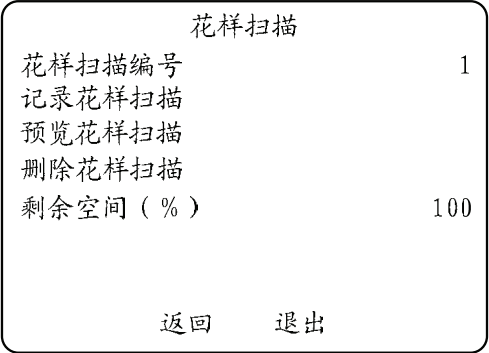 花样扫描
花样扫描编号 1
记录花样扫描
预览花样扫描
删除花样扫描
剩余空间(%) 100
返回 退出